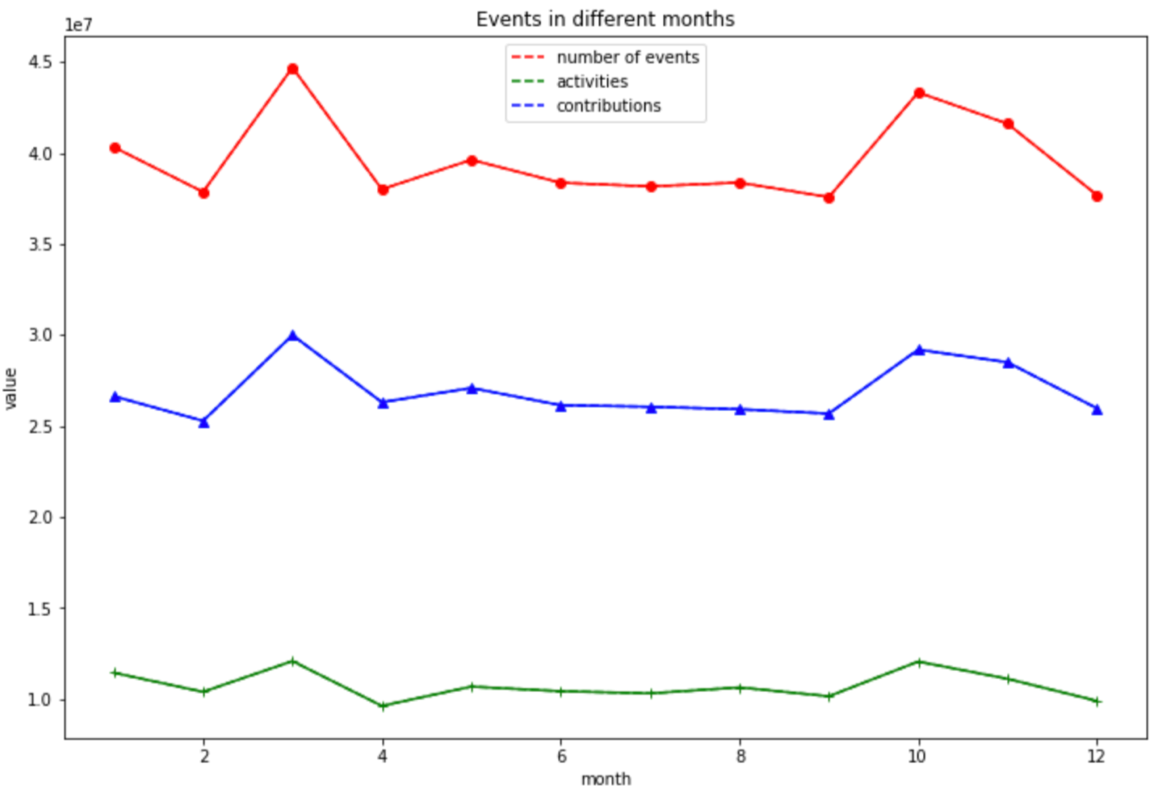 Events in different months
1e7
number of events
activities
contributions
4.5
4.0
3.5
3.0
2.5
2.0
1.5
1.0
value
2 4 6 8 10 12
month